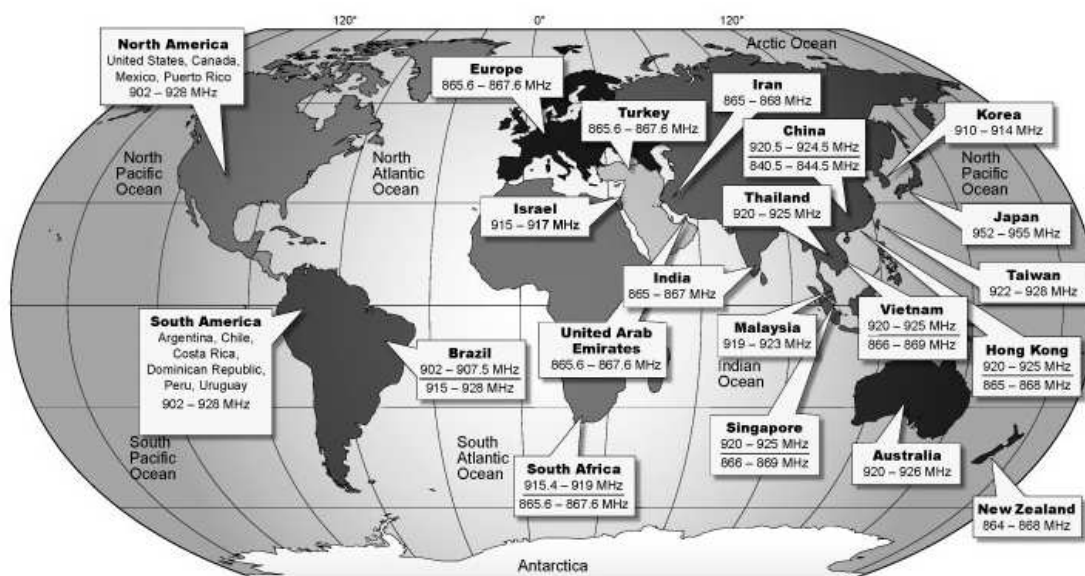 120°
0°
120°
Arctic Ocean
North America
United States, Canada,
Mexico, Puerto Rico
902 – 928 MHz
Europe
865.6 – 867.6 MHz
Iran
865 – 868 MHz
Turkey
865.6 – 867.6 MHz
China
920.5 – 924.5 MHz
840.5 – 844.5 MHz
Korea
910 – 914 MHz
North
Pacific
Ocean
North
Atlantic
Ocean
North
Pacific
Ocean
Thailand
920 – 925 MHz
Israel
915 – 917 MHz
Japan
952 – 955 MHz
India
865 – 867 MHz
Taiwan
922 – 928 MHz
South America
Argentina, Chile,
Costa Rica,
Dominican Republic,
Peru, Uruguay
902 – 928 MHz
Brazil
902 – 907.5 MHz
915 – 928 MHz
United Arab
Emirates
865.6 – 867.6 MHz
Malaysia
919 – 923 MHz
Vietnam
920 – 925 MHz
866 – 869 MHz
Hong Kong
920 – 925 MHz
865 – 868 MHz
Indian
Ocean
Singapore
920 – 925 MHz
866 – 869 MHz
Australia
920 – 926 MHz
South
Pacific
Ocean
South
Atlantic
Ocean
South Africa
915.4 – 919 MHz
865.6 – 867.6 MHz
New Zealand
864 – 868 MHz
Antarctica